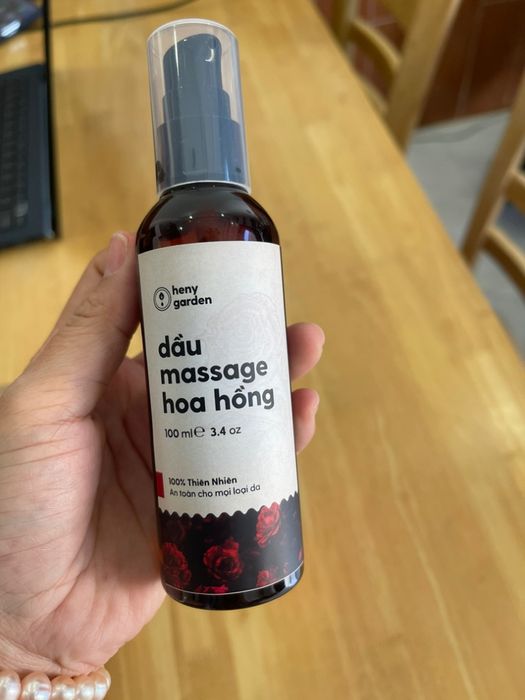 heny
garden
dầu
massage
hoa hồng
100 ml℮ 3.4 oz
100% Thiên Nhiên
An toàn cho mọi loại da